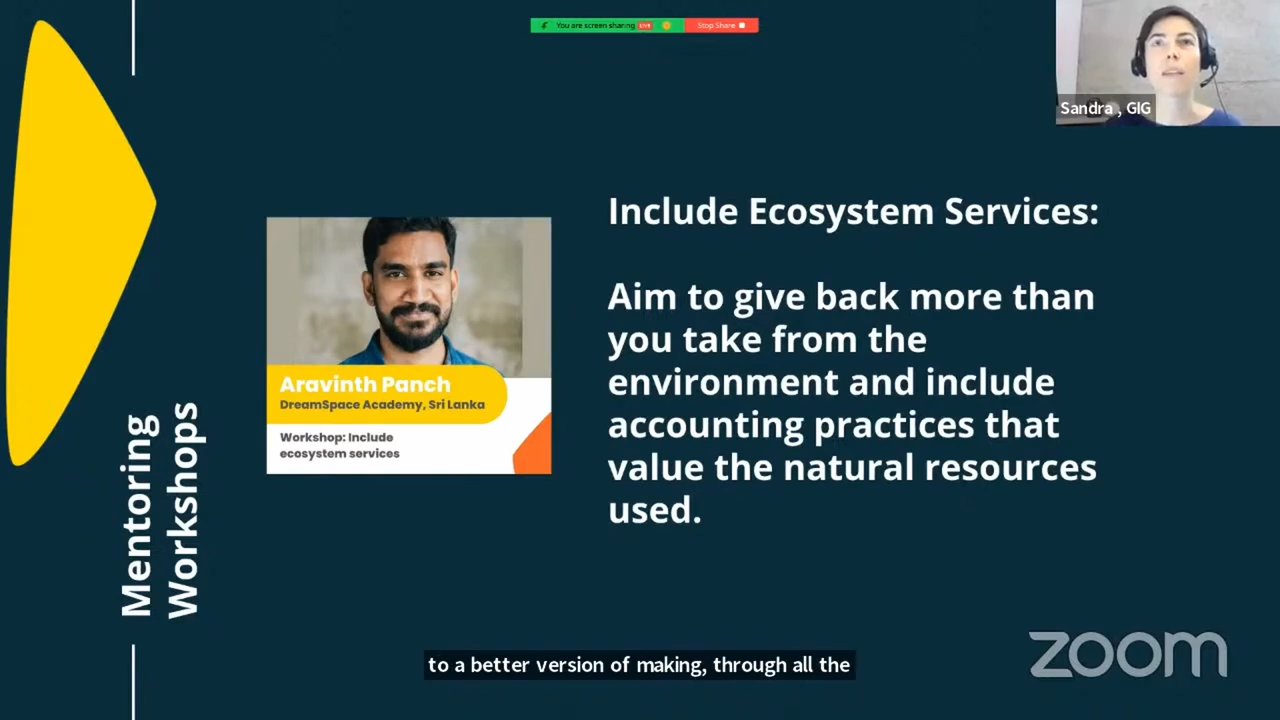 You are screen sharing LIVE Stop Share
Sandra , GIG
Include Ecosystem Services:
Aim to give back more than
you take from the
environment and include
accounting practices that
value the natural resources
used.
Aravinth Panch
DreamSpace Academy, Sri Lanka
Workshop: Include
ecosystem services
Mentoring
Workshops
to a better version of making, through all the
zoom